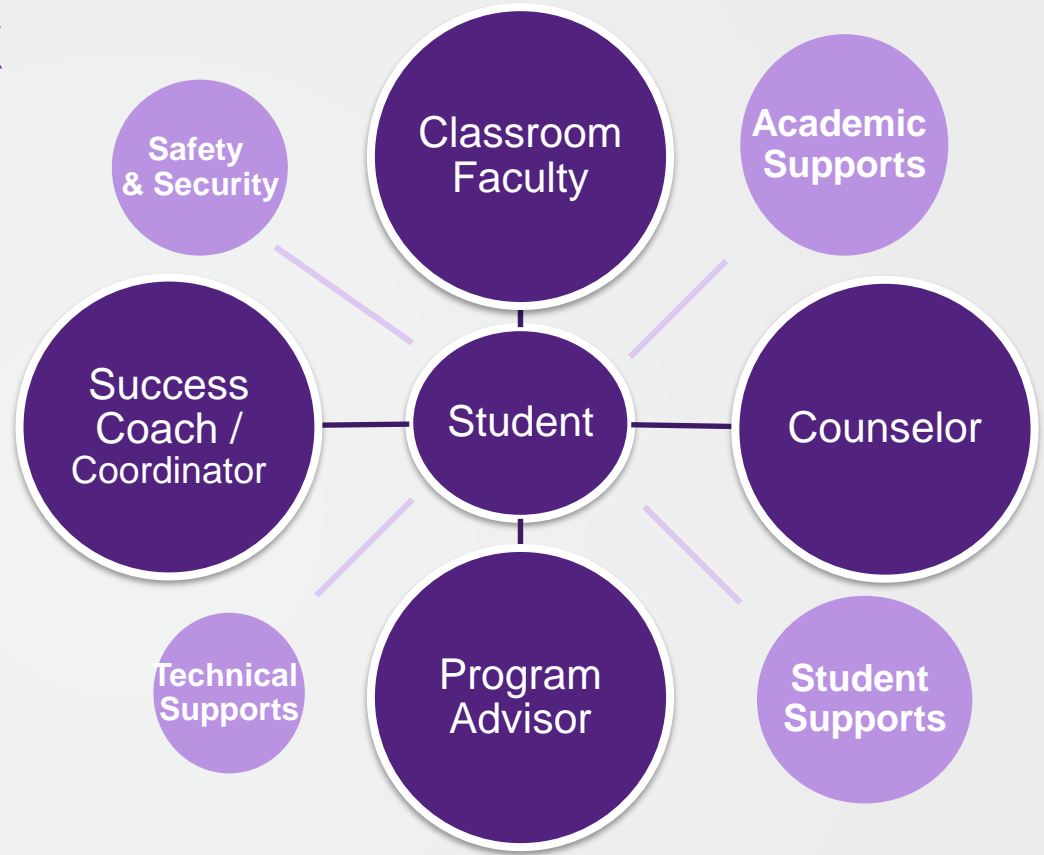 Classroom
Faculty
Academic
Supports
Safety
& Security
Success
Coach /
Coordinator
Student
Counselor
Technical
Supports
Program
Advisor
Student
Supports